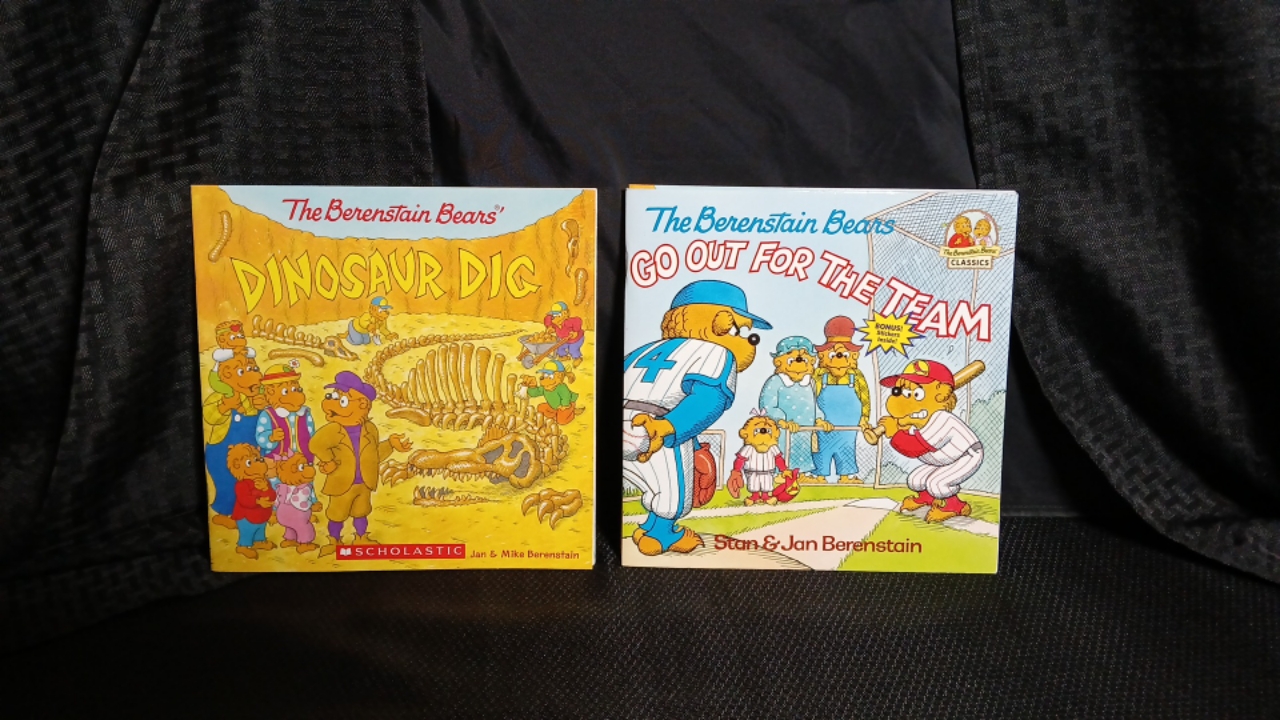 The Berenstain Bears®'
DINOSAUR DIG
SCHOLASTIC
Jan & Mike Berenstain
The Berenstain Bears
GO OUT FOR THE TEAM
The Berenstain Bears
CLASSICS
BONUS!
Stickers
Inside!
14
Stan & Jan Berenstain